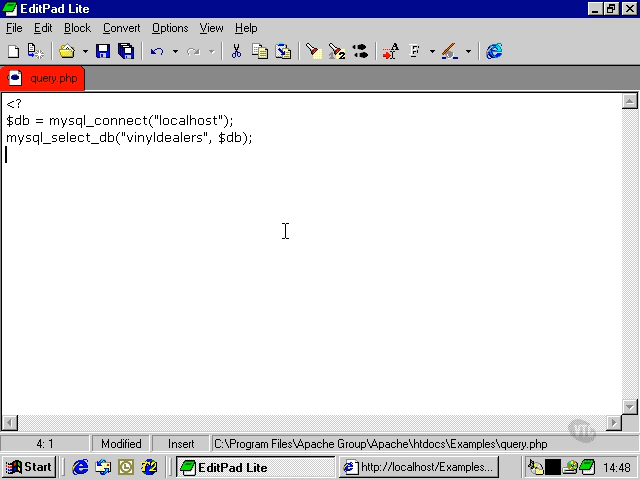 EditPad Lite
File Edit Block Convert Options View Help
query.php
<?
$db = mysql_connect("localhost");
mysql_select_db("vinyldealers", $db);
4: 1 Modified Insert C:\Program Files\Apache Group\Apache\htdocs\Examples\query.php
Start EditPad Lite http://localhost/Examples... 14:48